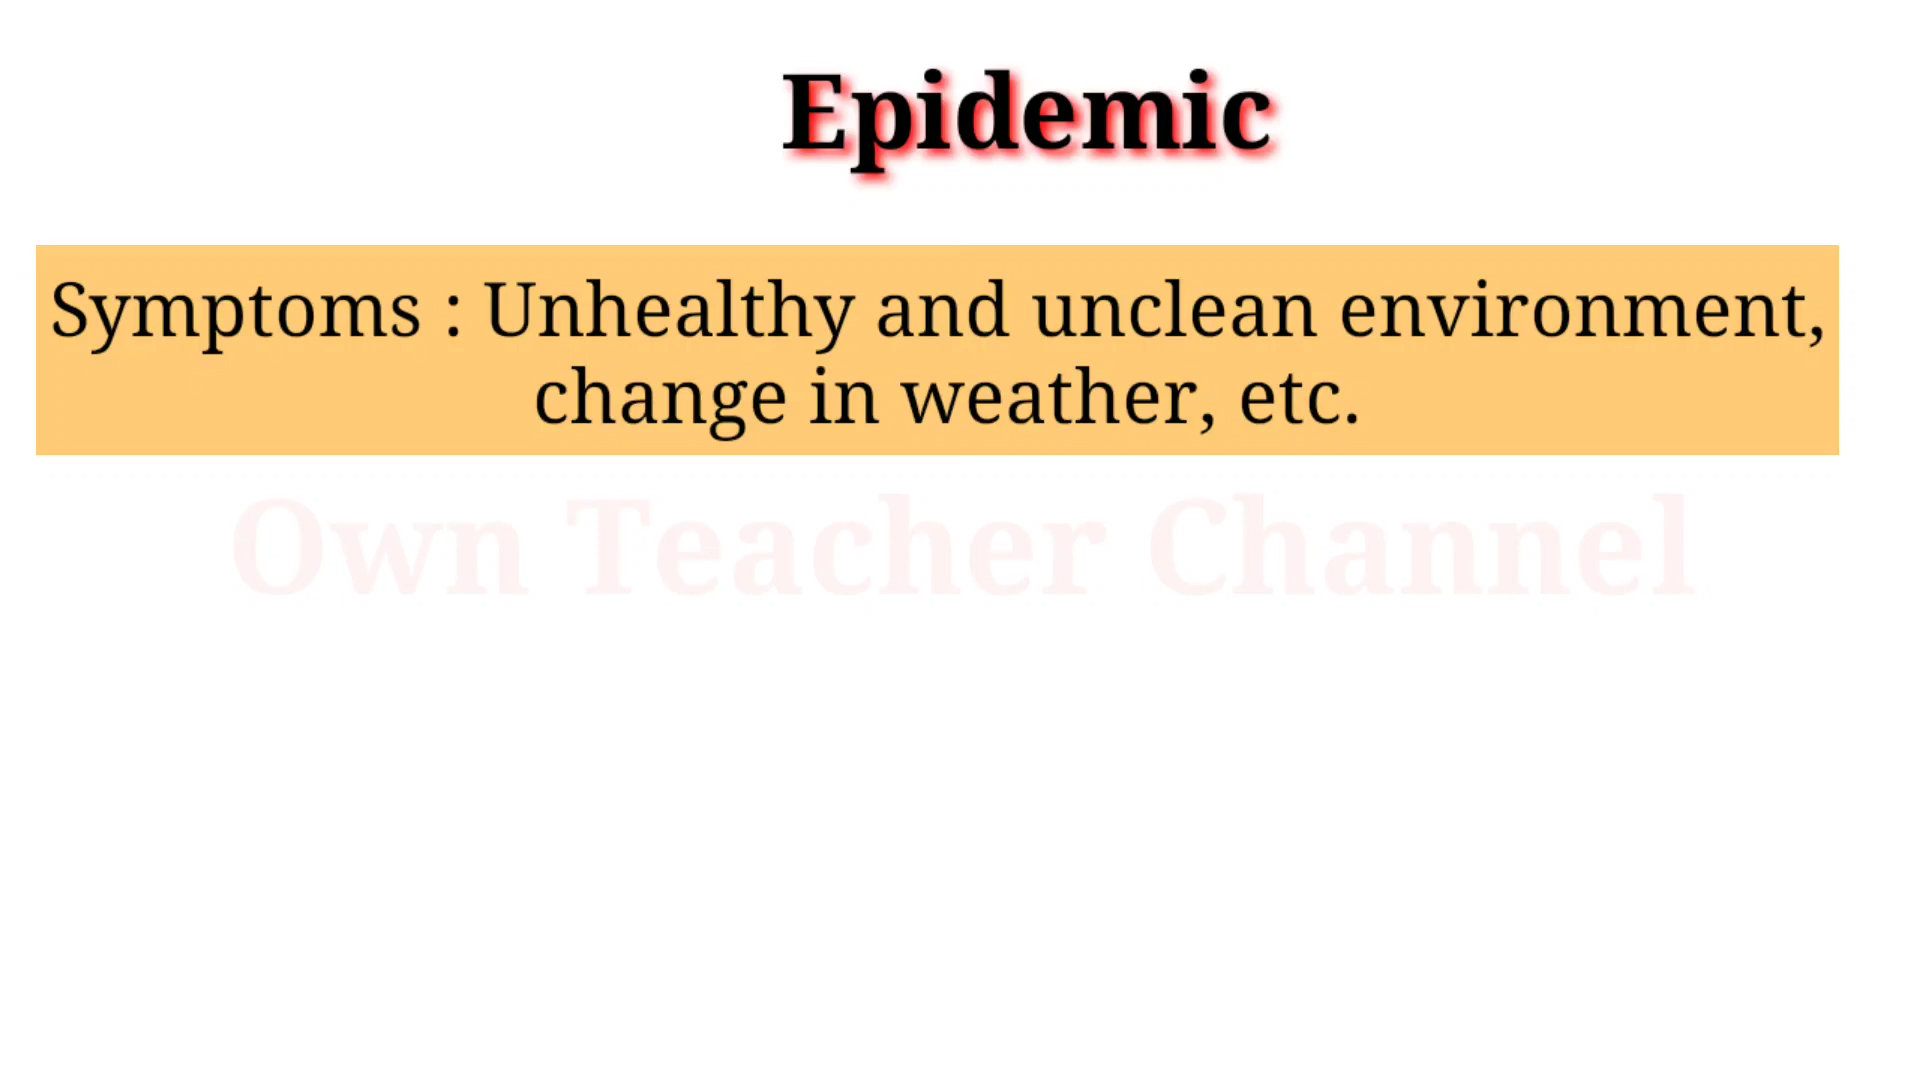 Epidemic
Symptoms : Unhealthy and unclean environment,
change in weather, etc.
Own Teacher Channel